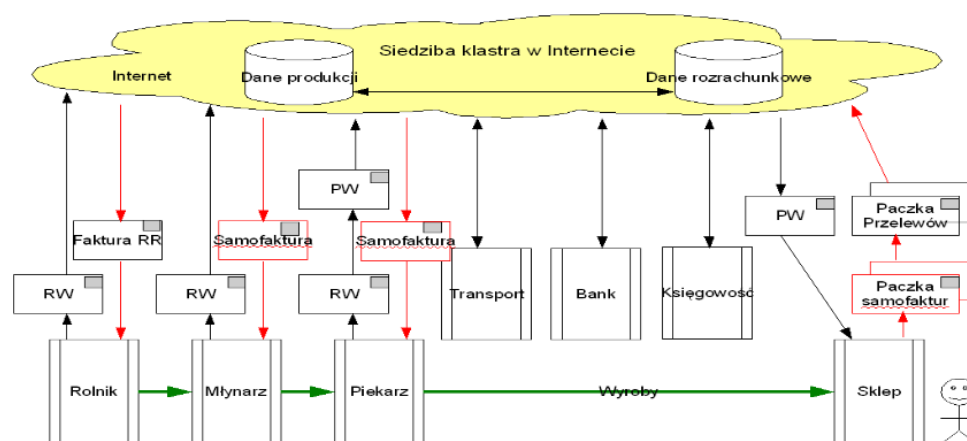 Siedziba klastra w Internecie
Internet
Dane produkcji
Dane rozrachunkowe
PW
PW
Paczka
Przelewów
Faktura RR
Samofaktura
Samofaktura
RW
RW
RW
Transport
Bank
Księgowość
Paczka
samofaktur
Rolnik
Młynarz
Piekarz
Wyroby
Sklep